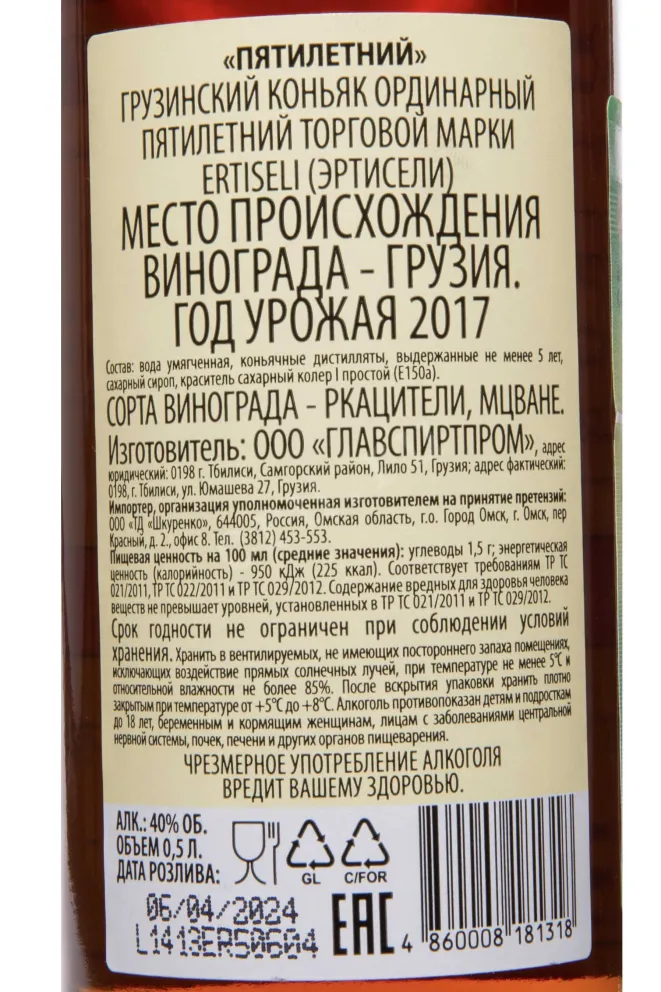 «ПЯТИЛЕТНИЙ»
ГРУЗИНСКИЙ КОНЬЯК ОРДИНАРНЫЙ
ПЯТИЛЕТНИЙ ТОРГОВОЙ МАРКИ
ERTISELI (ЭРТИСЕЛИ)
МЕСТО ПРОИСХОЖДЕНИЯ
ВИНОГРАДА - ГРУЗИЯ.
ГОД УРОЖАЯ 2017
Состав: вода умягченная, коньячные дистилляты, выдержанные не менее 5 лет,
сахарный сироп, краситель сахарный колер I простой (Е150а).
СОРТА ВИНОГРАДА - РКАЦИТЕЛИ, МЦВАНЕ.
Изготовитель: ООО «ГЛАВСПИРТПРОМ», адрес
юридический: 0198 г. Тбилиси, Самгорский район, Лило 51, Грузия; адрес фактический:
0198, г. Тбилиси, ул. Юмашева 27, Грузия.
Импортер, организация уполномоченная изготовителем на принятие претензий:
ООО «ТД «Шкуренко», 644005, Россия, Омская область, г.о. Город Омск, г. Омск, пер
Красный, д. 2., офис 8. Тел. (3812) 453-553.
Пищевая ценность на 100 мл (средние значения): углеводы 1,5 г; энергетическая
ценность (калорийность) - 950 кДж (225 ккал). Соответствует требованиям ТР ТС
021/2011, ТР ТС 022/2011 и ТР ТС 029/2012. Содержание вредных для здоровья человека
веществ не превышает уровней, установленных в ТР ТС 021/2011 и ТР ТС 029/2012.
Срок годности не ограничен при соблюдении условий
хранения. Хранить в вентилируемых, не имеющих постороннего запаха помещениях,
исключающих воздействие прямых солнечных лучей, при температуре не менее 5℃ и
относительной влажности не более 85%. После вскрытия упаковки хранить плотно
закрытым при температуре от +5°С до +8°С. Алкоголь противопоказан детям и подросткам
до 18 лет, беременным и кормящим женщинам, лицам с заболеваниями центральной
нервной системы, почек, печени и других органов пищеварения.
ЧРЕЗМЕРНОЕ УПОТРЕБЛЕНИЕ АЛКОГОЛЯ
ВРЕДИТ ВАШЕМУ ЗДОРОВЬЮ.
АЛК.: 40% ОБ.
ОБЪЕМ 0,5 Л.
ДАТА РОЗЛИВА:
GL C/FOR
06/04/2024
L1413ER50604
EAC
4 860008 181318